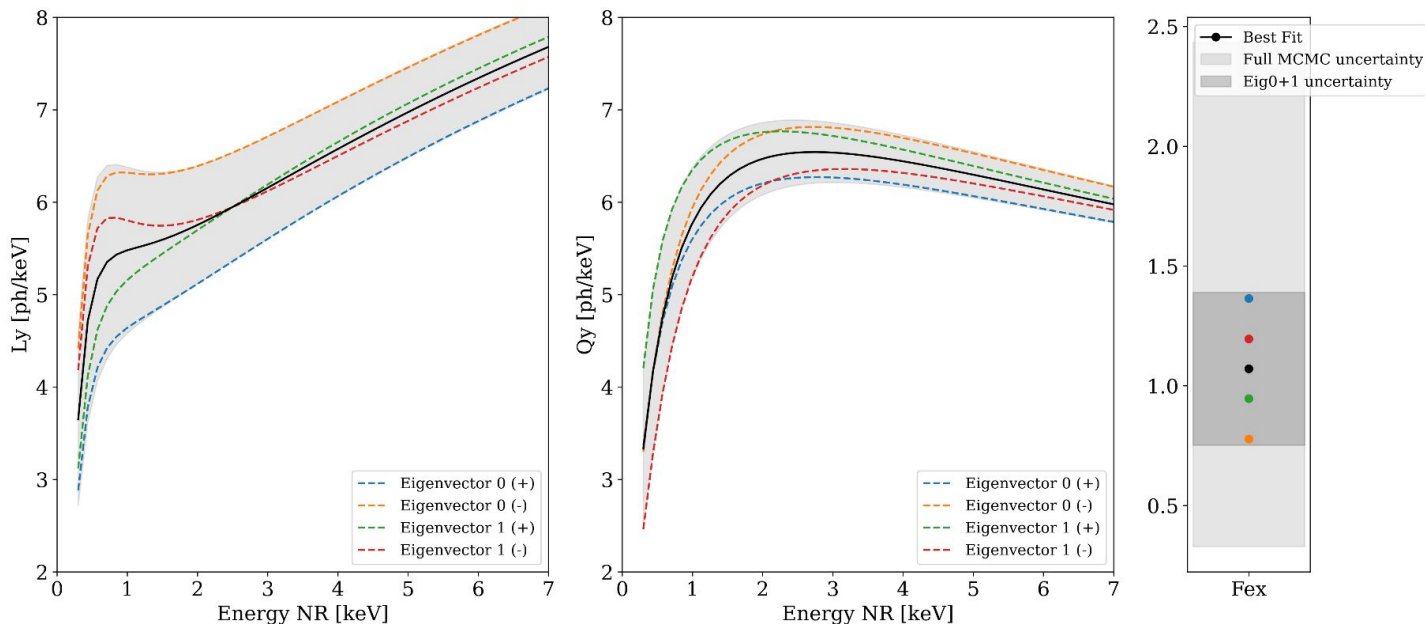 8
7
6
5
4
3
2
Ly [ph/keV]
0 1 2 3 4 5 6 7
Energy NR [keV]
Eigenvector 0 (+)
Eigenvector 0 (-)
Eigenvector 1 (+)
Eigenvector 1 (-)
8
7
6
5
4
3
2
Qy [ph/keV]
0 1 2 3 4 5 6 7
Energy NR [keV]
Eigenvector 0 (+)
Eigenvector 0 (-)
Eigenvector 1 (+)
Eigenvector 1 (-)
2.5
2.0
1.5
1.0
0.5
Best Fit
Full MCMC uncertainty
Eig0+1 uncertainty
Fex